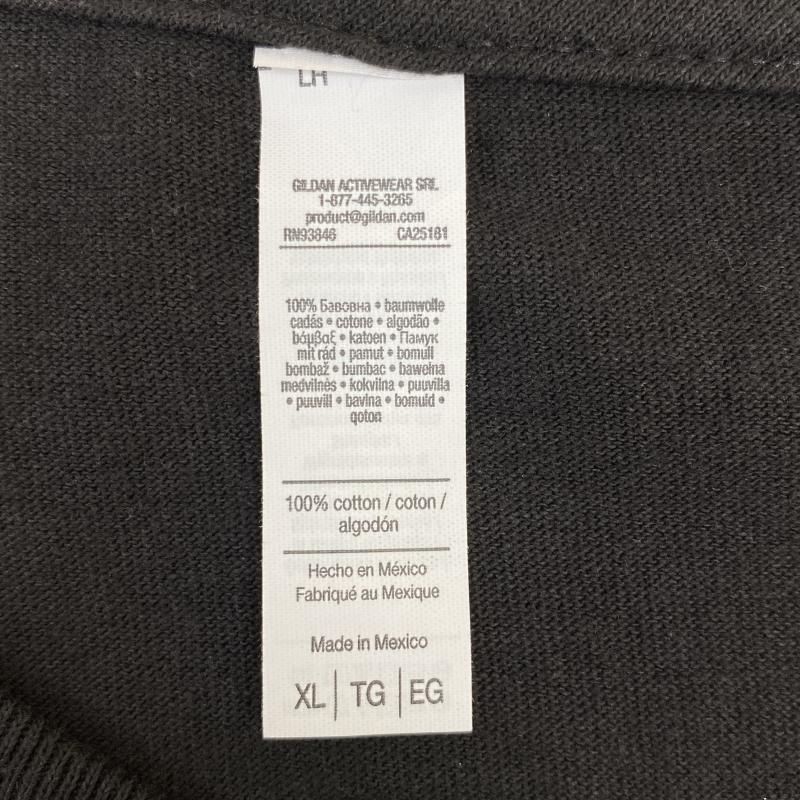 LH
GILDAN ACTIVEWEAR SRL
1-877-445-3265
product@gildan.com
RN93846 CA25181
100% Бавовна • baumwolle
cadás • cotone • algodão •
βάμβαξ • katoen • Памук
mit rád • pamut • bomull
bombaž • bumbac • bawełna
medvilnės • kokvilna • puuvilla
• puuvill • bavlna • bomuld •
qoton
100% cotton / coton /
algodón
Hecho en México
Fabriqué au Mexique
Made in Mexico
XL | TG | EG